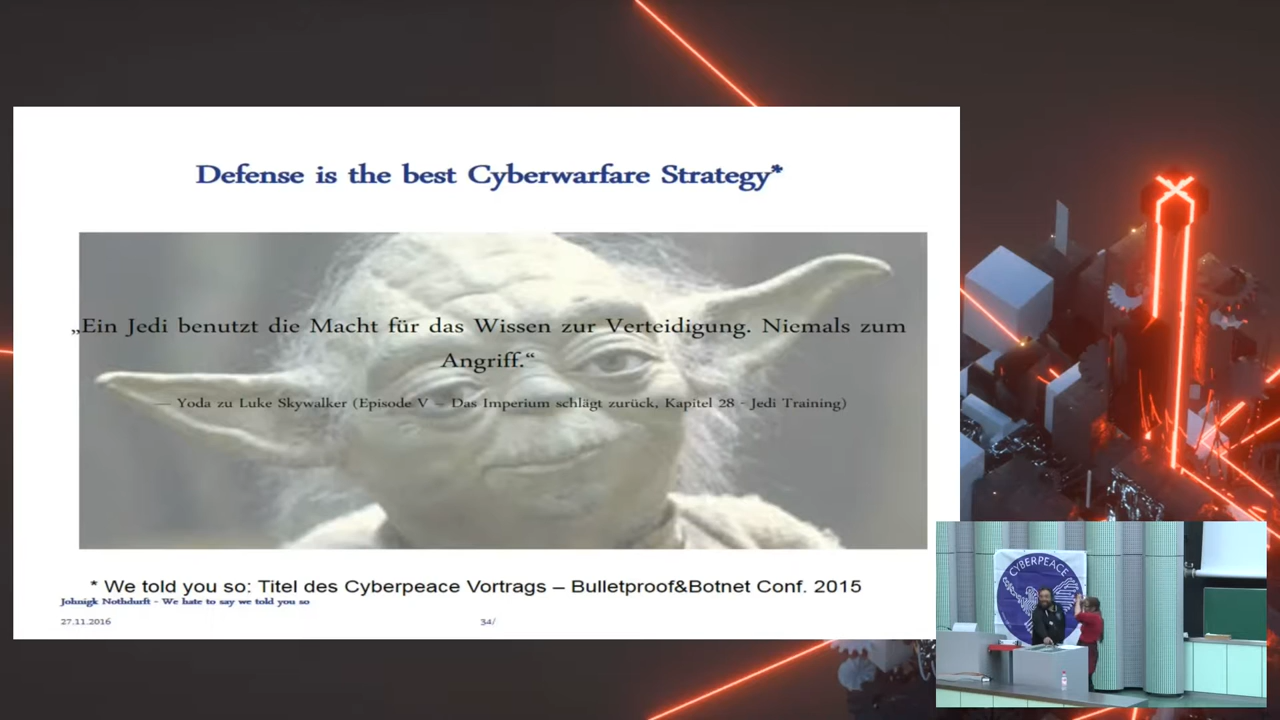 Defense is the best Cyberwarfare Strategy*
„Ein Jedi benutzt die Macht für das Wissen zur Verteidigung. Niemals zum
Angriff.“
— Yoda zu Luke Skywalker (Episode V – Das Imperium schlägt zurück, Kapitel 28 - Jedi Training)
* We told you so: Titel des Cyberpeace Vortrags – Bulletproof&Botnet Conf. 2015
Johnigk Nothdurft - We hate to say we told you so
27.11.2016
34/
CYBERPEACE